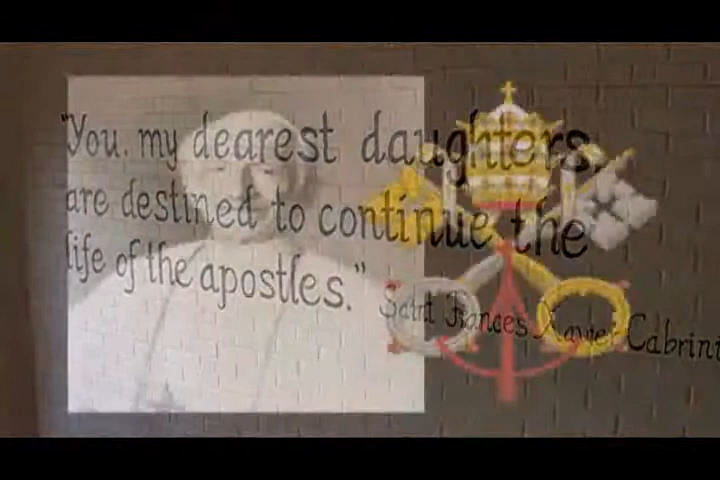 "You, my dearest daughters,
are destined to continue the
life of the apostles."
Saint Frances Xavier Cabrini